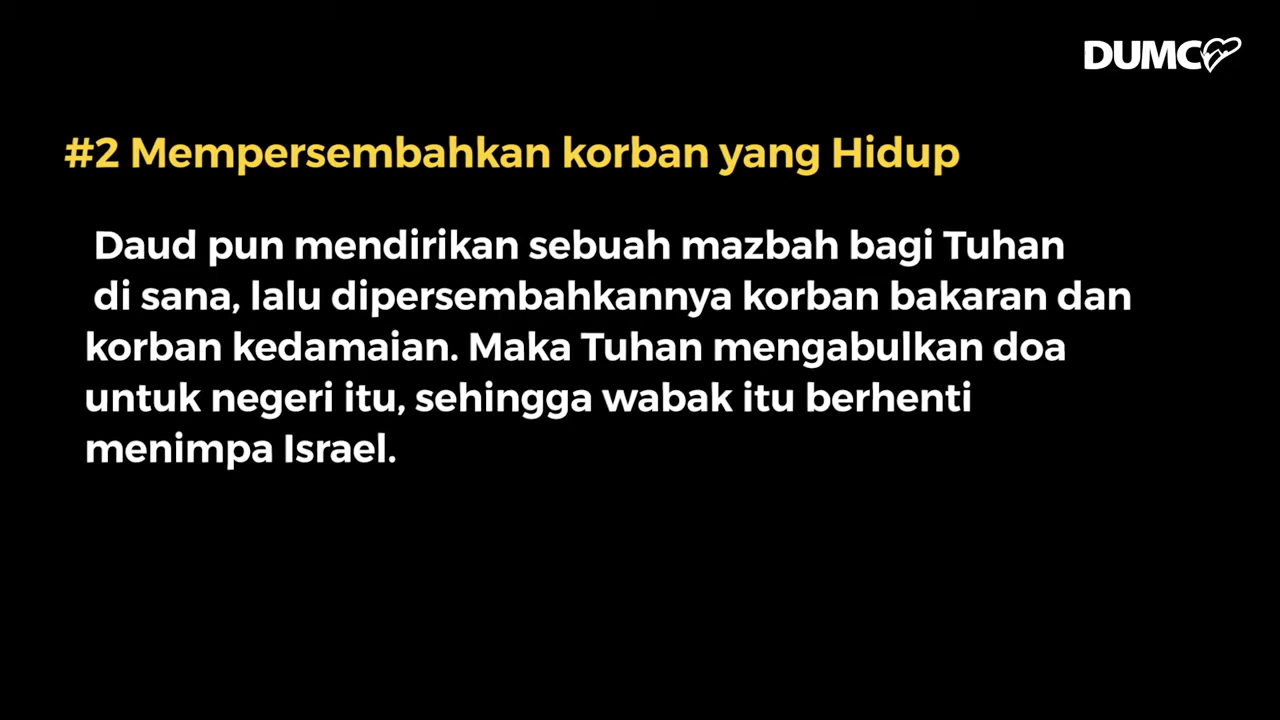 DUMC
#2 Mempersembahkan korban yang Hidup
Daud pun mendirikan sebuah mazbah bagi Tuhan
di sana, lalu dipersembahkannya korban bakaran dan
korban kedamaian. Maka Tuhan mengabulkan doa
untuk negeri itu, sehingga wabak itu berhenti
menimpa Israel.